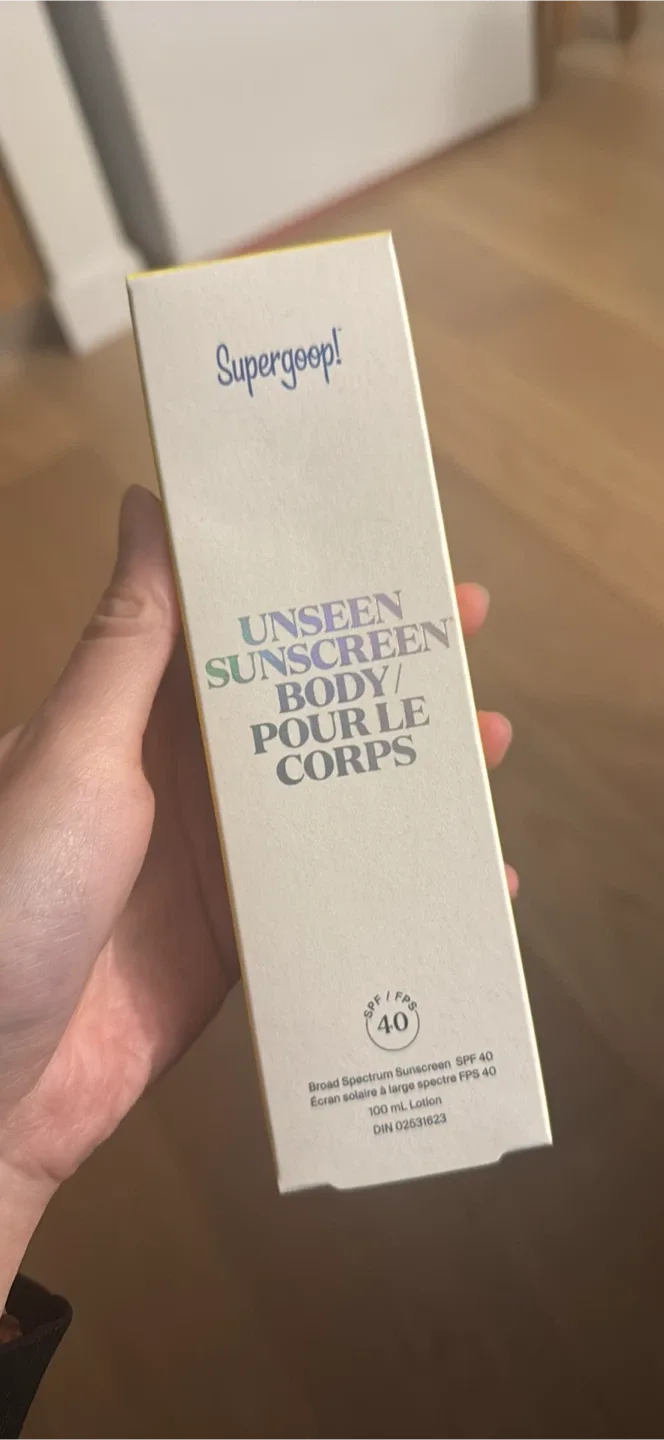 Supergoop!
UNSEEN
SUNSCREEN
BODY/
POUR LE
CORPS
SPF / FPS
40
Broad Spectrum Sunscreen SPF 40
Écran solaire à large spectre FPS 40
100 mL Lotion
DIN 02531623